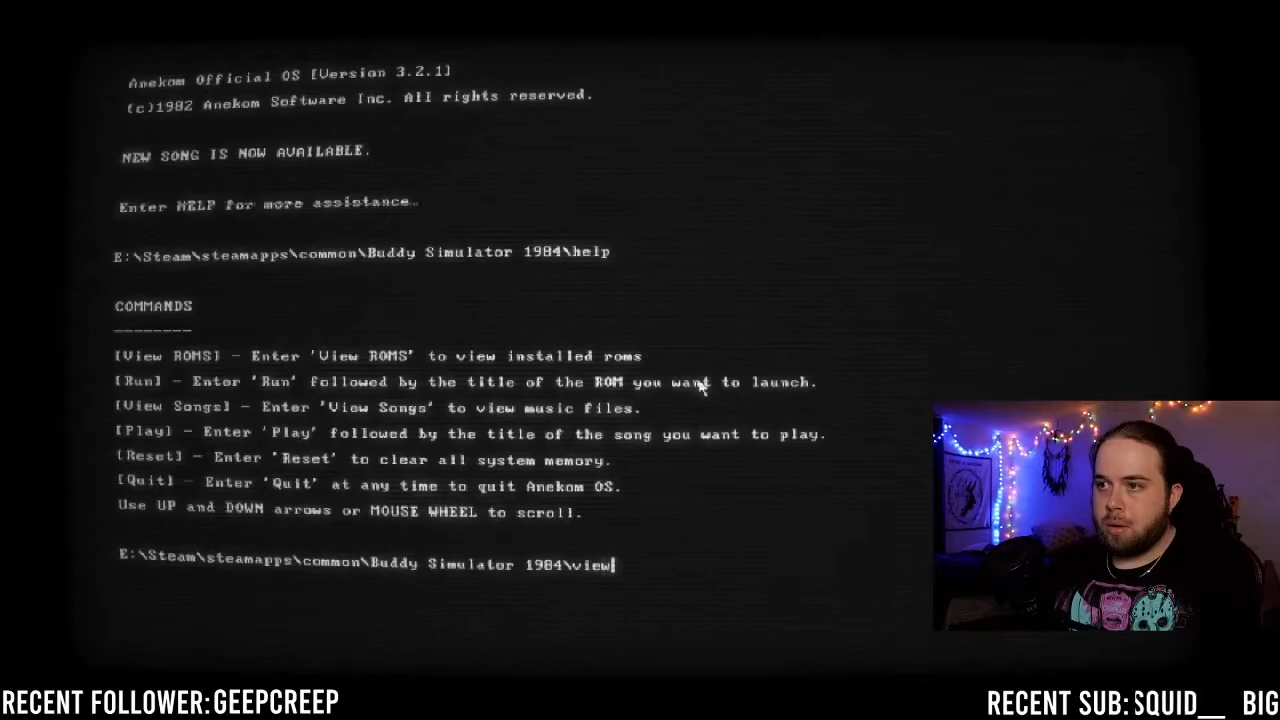 Anekom Official OS [Version 3.2.1]
(c)1982 Anekom Software Inc. All rights reserved.
NEW SONG IS NOW AVAILABLE.
Enter HELP for more assistance.
E:\Steam\steamapps\common\Buddy Simulator 1984\help
COMMANDS
--------
[View ROMS] - Enter 'View ROMS' to view installed roms
[Run] - Enter 'Run' followed by the title of the ROM you want to launch.
[View Songs] - Enter 'View Songs' to view music files.
[Play] - Enter 'Play' followed by the title of the song you want to play.
[Reset] - Enter 'Reset' to clear all system memory.
[Quit] - Enter 'Quit' at any time to quit Anekom OS.
Use UP and DOWN arrows or MOUSE WHEEL to scroll.
E:\Steam\steamapps\common\Buddy Simulator 1984\view
RECENT FOLLOWER: GEEPCREEP
RECENT SUB: SQUID__ BIG